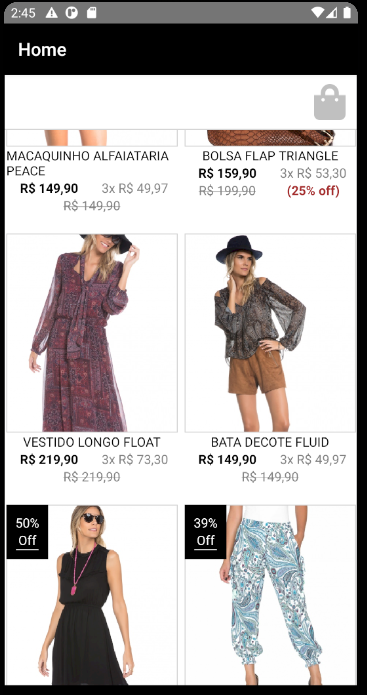 2:45
Home
MACAQUINHO ALFAIATARIA
PEACE
R$ 149,90 3x R$ 49,97
R$ 149,90
BOLSA FLAP TRIANGLE
R$ 159,90 3x R$ 53,30
R$ 199,90 (25% off)
VESTIDO LONGO FLOAT
R$ 219,90 3x R$ 73,30
R$ 219,90
BATA DECOTE FLUID
R$ 149,90 3x R$ 49,97
R$ 149,90
50%
Off
39%
Off